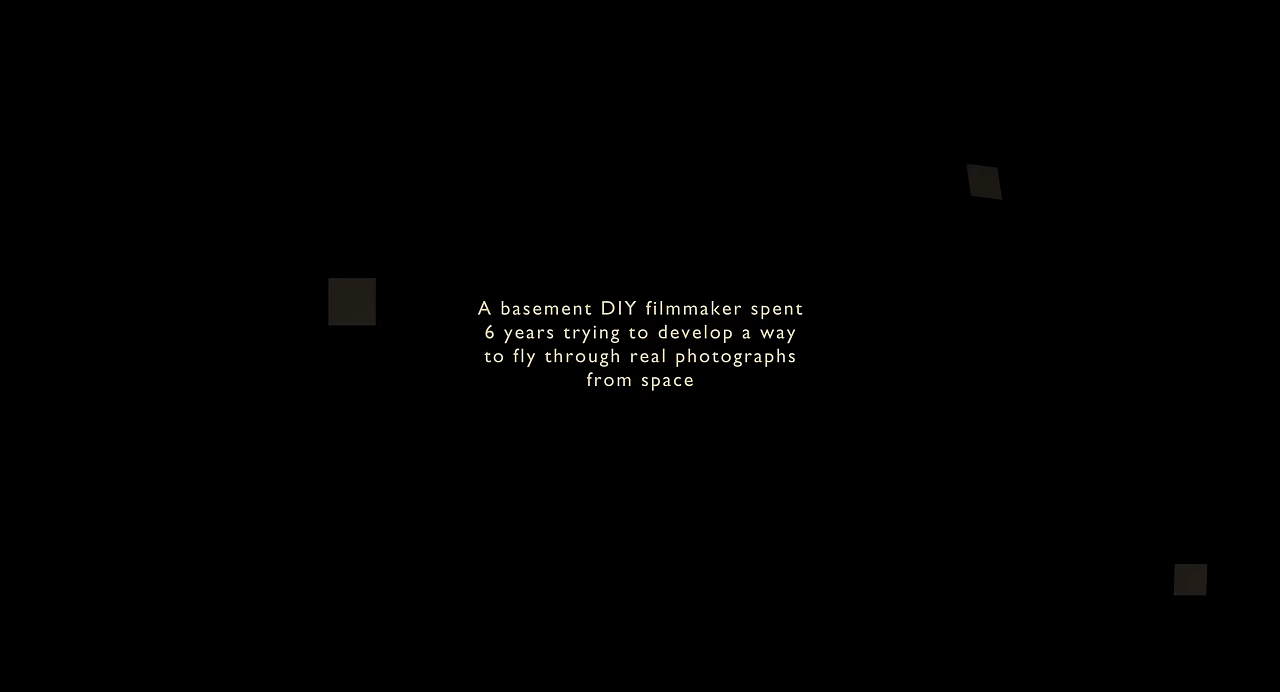 A basement DIY filmmaker spent
6 years trying to develop a way
to fly through real photographs
from space